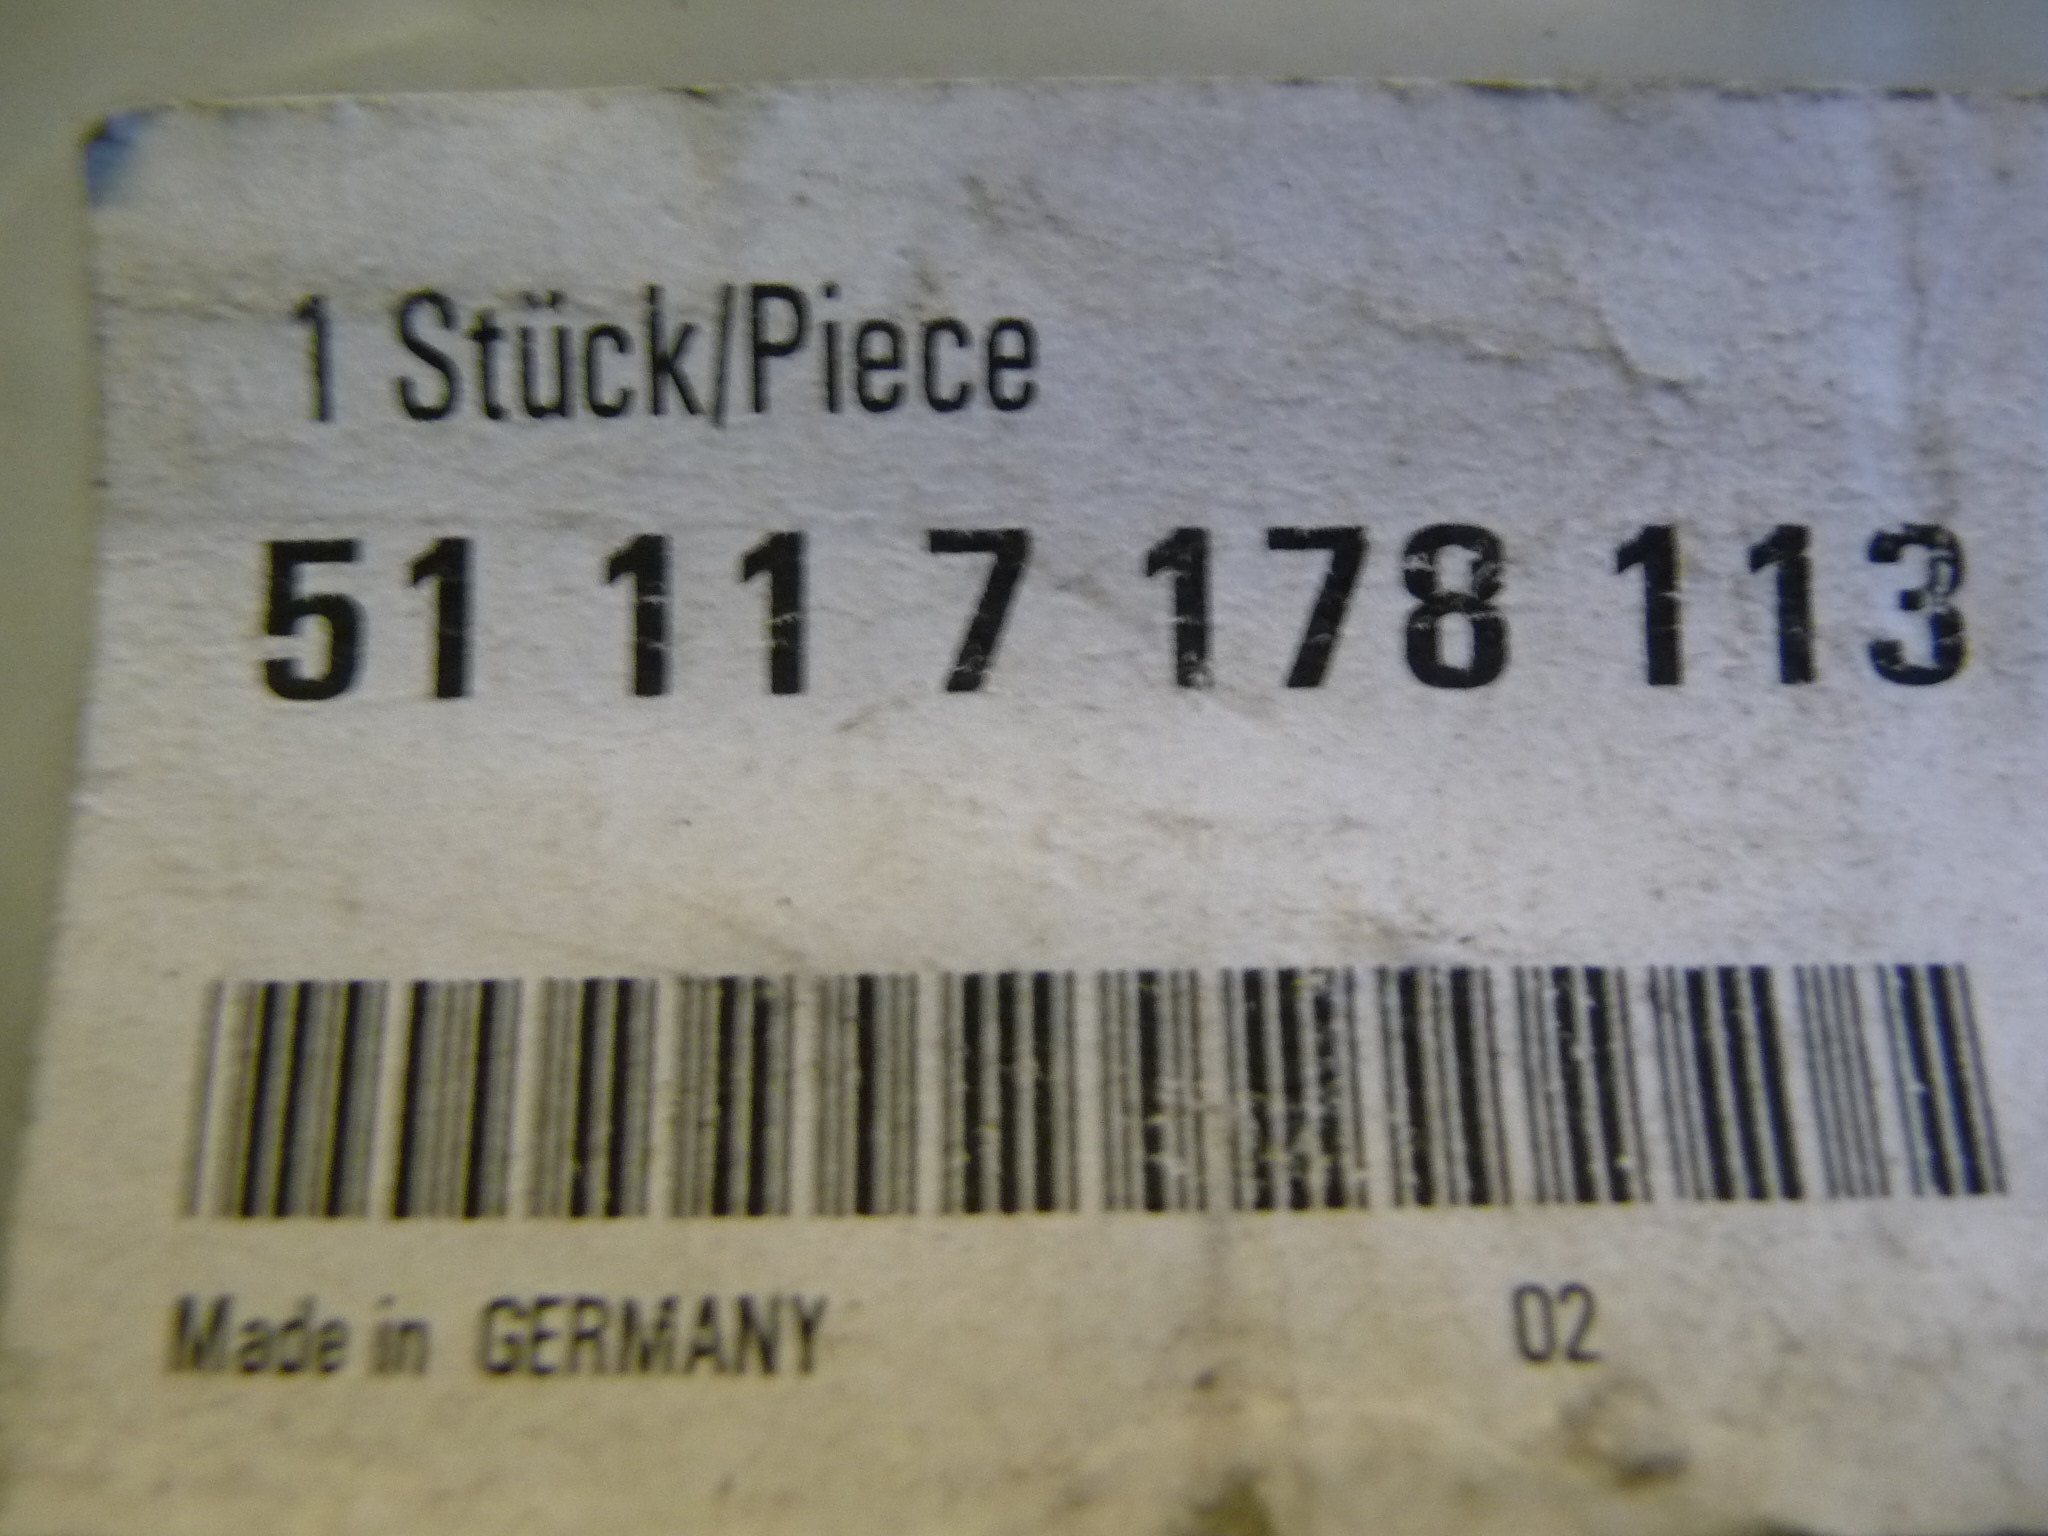 1 Stück/Piece
51 11 7 178 113
Made in GERMANY 02